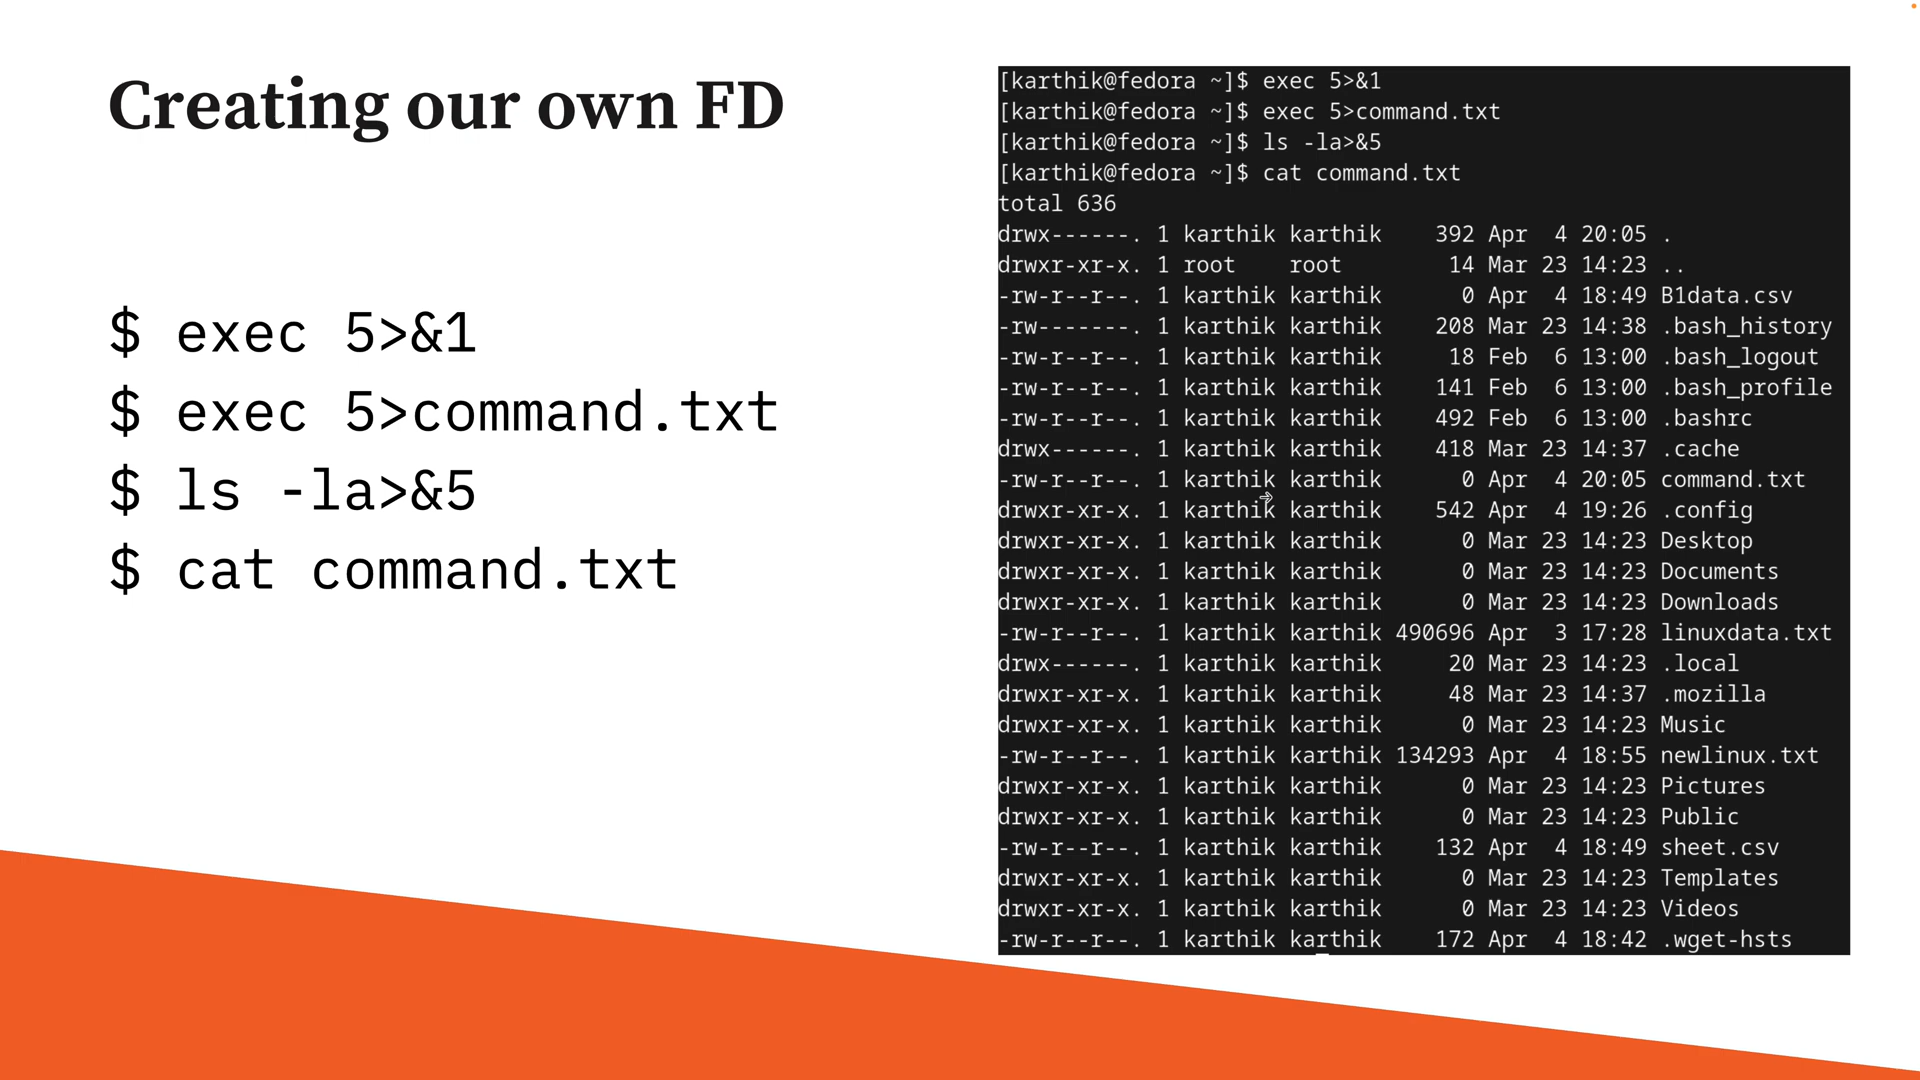 Creating our own FD
$ exec 5>&1
$ exec 5>command.txt
$ ls -la>&5
$ cat command.txt
[karthik@fedora ~]$ exec 5>&1
[karthik@fedora ~]$ exec 5>command.txt
[karthik@fedora ~]$ ls -la>&5
[karthik@fedora ~]$ cat command.txt
total 636
drwx------. 1 karthik karthik    392 Apr  4 20:05 .
drwxr-xr-x. 1 root    root        14 Mar 23 14:23 ..
-rw-r--r--. 1 karthik karthik      0 Apr  4 18:49 B1data.csv
-rw-------. 1 karthik karthik    208 Mar 23 14:38 .bash_history
-rw-r--r--. 1 karthik karthik     18 Feb  6 13:00 .bash_logout
-rw-r--r--. 1 karthik karthik    141 Feb  6 13:00 .bash_profile
-rw-r--r--. 1 karthik karthik    492 Feb  6 13:00 .bashrc
drwx------. 1 karthik karthik    418 Mar 23 14:37 .cache
-rw-r--r--. 1 karthik karthik      0 Apr  4 20:05 command.txt
drwxr-xr-x. 1 karthik karthik    542 Apr  4 19:26 .config
drwxr-xr-x. 1 karthik karthik      0 Mar 23 14:23 Desktop
drwxr-xr-x. 1 karthik karthik      0 Mar 23 14:23 Documents
drwxr-xr-x. 1 karthik karthik      0 Mar 23 14:23 Downloads
-rw-r--r--. 1 karthik karthik 490696 Apr  3 17:28 linuxdata.txt
drwx------. 1 karthik karthik     20 Mar 23 14:23 .local
drwxr-xr-x. 1 karthik karthik     48 Mar 23 14:37 .mozilla
drwxr-xr-x. 1 karthik karthik      0 Mar 23 14:23 Music
-rw-r--r--. 1 karthik karthik 134293 Apr  4 18:55 newlinux.txt
drwxr-xr-x. 1 karthik karthik      0 Mar 23 14:23 Pictures
drwxr-xr-x. 1 karthik karthik      0 Mar 23 14:23 Public
-rw-r--r--. 1 karthik karthik    132 Apr  4 18:49 sheet.csv
drwxr-xr-x. 1 karthik karthik      0 Mar 23 14:23 Templates
drwxr-xr-x. 1 karthik karthik      0 Mar 23 14:23 Videos
-rw-r--r--. 1 karthik karthik    172 Apr  4 18:42 .wget-hsts